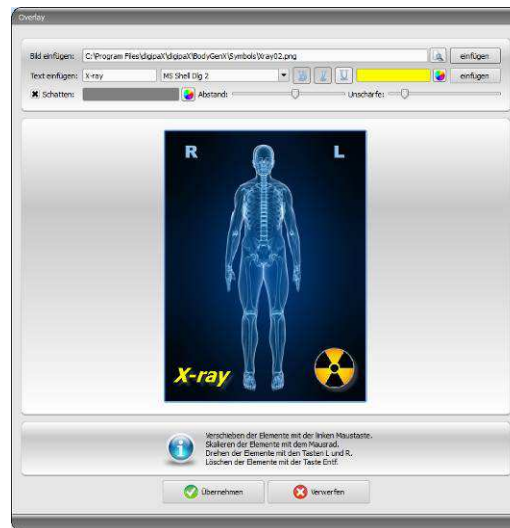 Overlay
Bild einfügen: C:\Program Files\digipaX\digipaX\BodyGenX\Symbols\Xray02.png einfügen
Text einfügen: X-ray MS Shell Dlg 2 B I U einfügen
Schatten: Abstand: Unschärfe:
R L
X-ray
Verschieben der Elemente mit der linken Maustaste.
Skalieren der Elemente mit dem Mausrad.
Drehen der Elemente mit den Tasten L und R.
Löschen der Elemente mit der Taste Entf.
Übernehmen Verwerfen